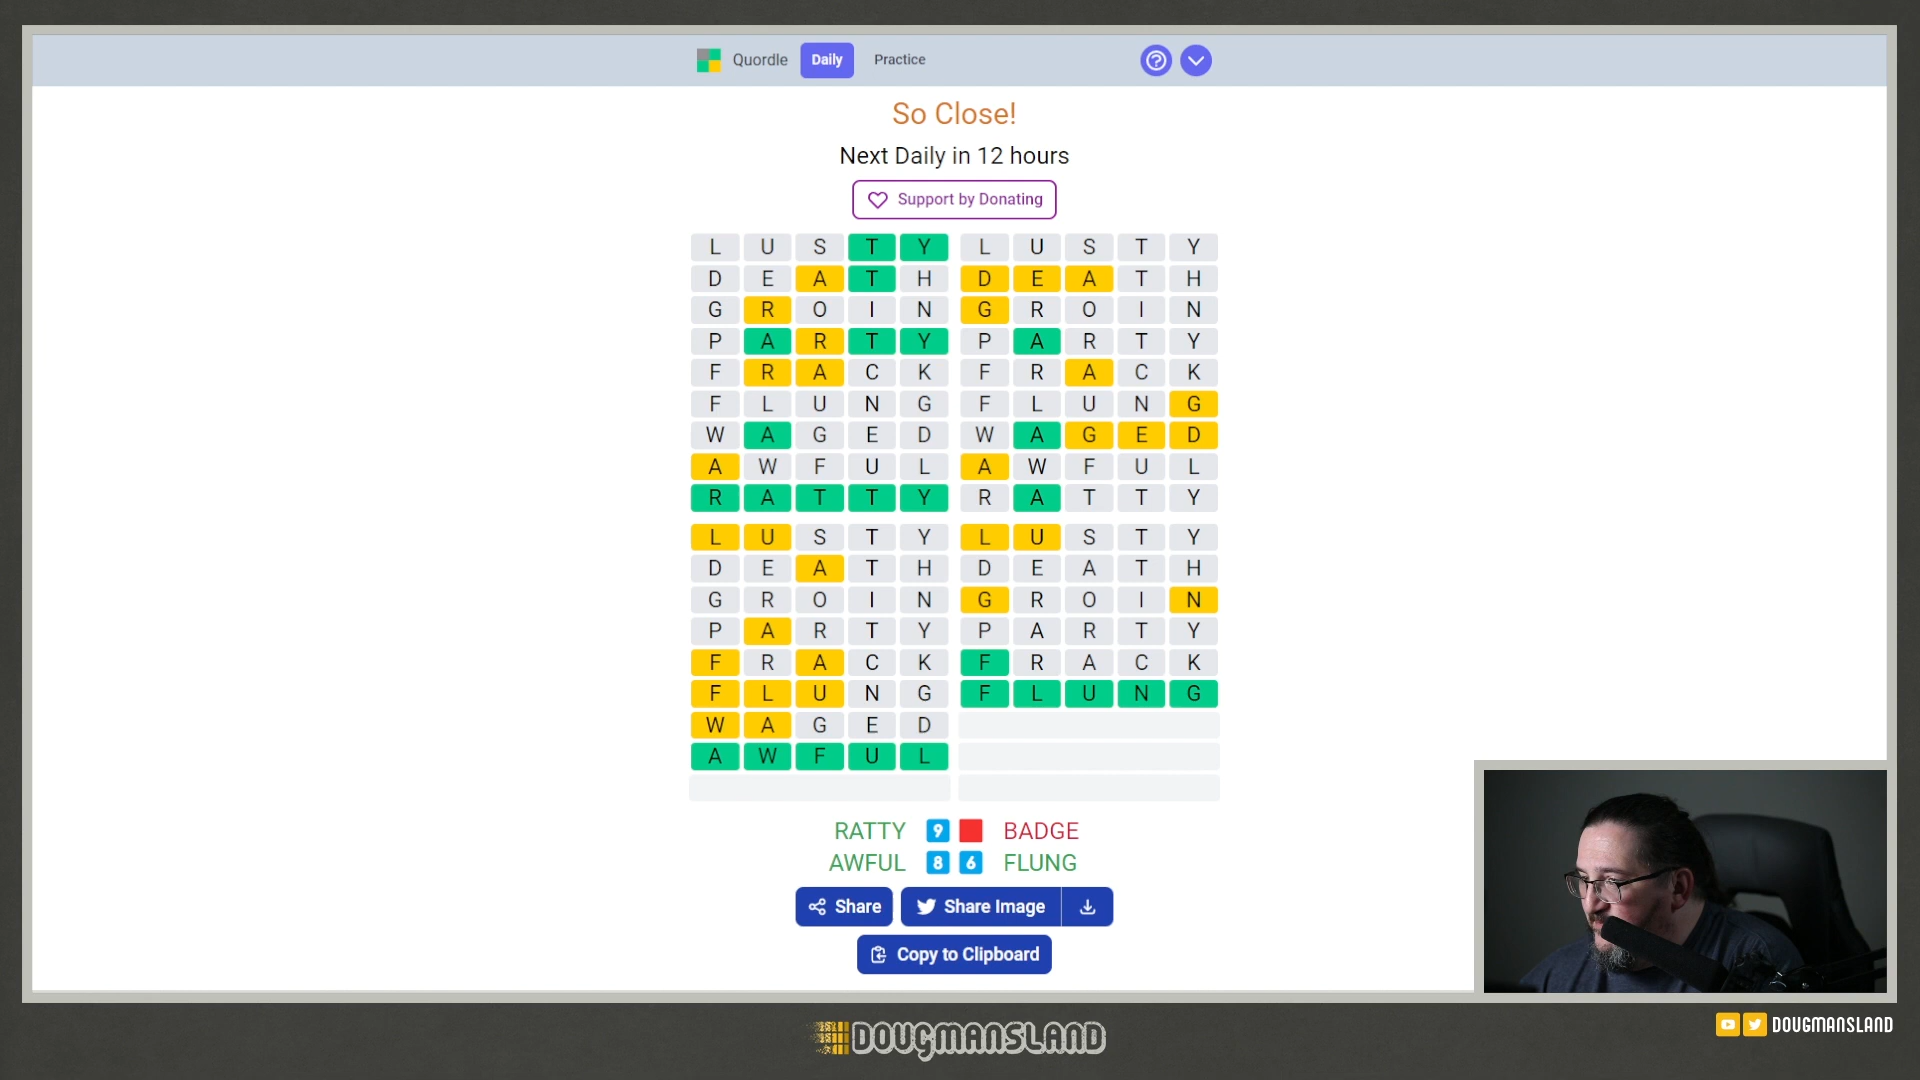 Quordle Daily Practice
So Close!
Next Daily in 12 hours
Support by Donating
L U S T Y L U S T Y
D E A T H D E A T H
G R O I N G R O I N
P A R T Y P A R T Y
F R A C K F R A C K
F L U N G F L U N G
W A G E D W A G E D
A W F U L A W F U L
R A T T Y R A T T Y
L U S T Y L U S T Y
D E A T H D E A T H
G R O I N G R O I N
P A R T Y P A R T Y
F R A C K F R A C K
F L U N G F L U N G
W A G E D
A W F U L
RATTY 9 BADGE
AWFUL 8 6 FLUNG
Share Share Image
Copy to Clipboard
DOUGMANSLAND
DOUGMANSLAND